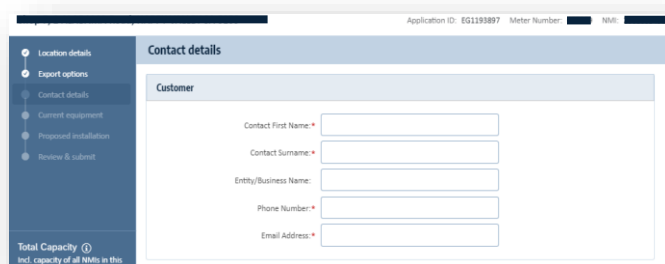 Application ID: EG1193897 Meter Number: NMI:
Location details
Export options
Contact details
Current equipment
Proposed installation
Review & submit
Total Capacity
Incl. capacity of all NMIs in this
Contact details
Customer
Contact First Name:*
Contact Surname:*
Entity/Business Name:
Phone Number:*
Email Address:*